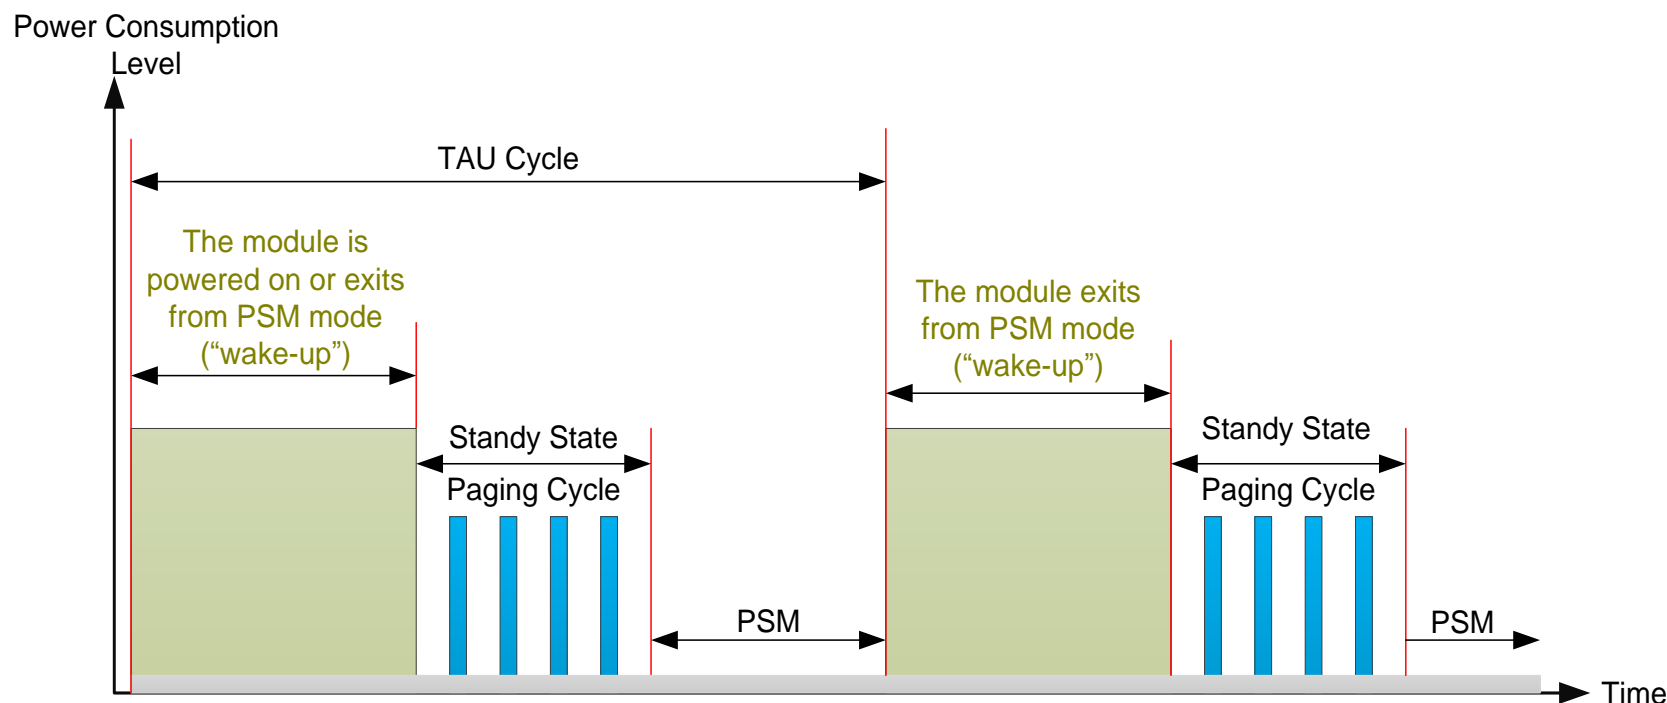 Power Consumption
Level
TAU Cycle
The module is
powered on or exits
from PSM mode
(“wake-up”)
The module exits
from PSM mode
(“wake-up”)
Standy State
Paging Cycle
Standy State
Paging Cycle
PSM
PSM
Time